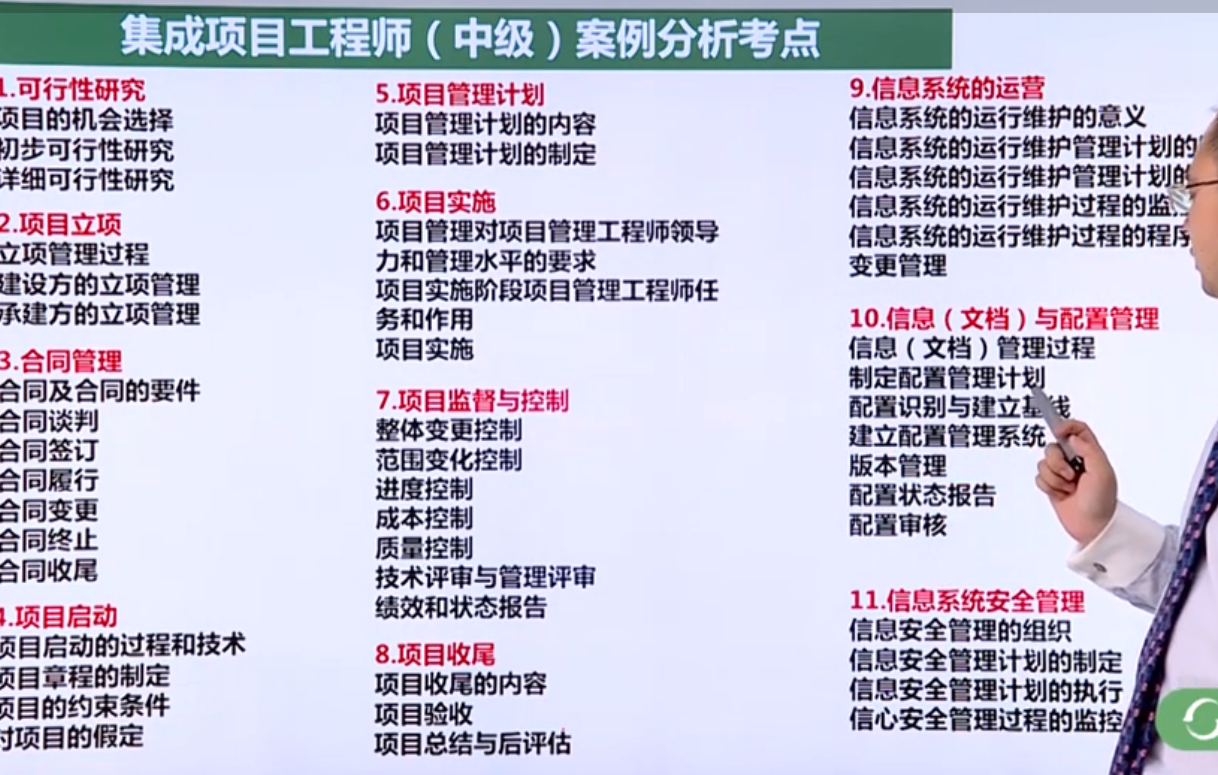 集成项目工程师（中级）案例分析考点
1.可行性研究
项目的机会选择
初步可行性研究
详细可行性研究
2.项目立项
立项管理过程
建设方的立项管理
承建方的立项管理
3.合同管理
合同及合同的要件
合同谈判
合同签订
合同履行
合同变更
合同终止
合同收尾
4.项目启动
项目启动的过程和技术
项目章程的制定
项目的约束条件
对项目的假定
5.项目管理计划
项目管理计划的内容
项目管理计划的制定
6.项目实施
项目管理对项目管理工程师领导
力和管理水平的要求
项目实施阶段项目管理工程师任
务和作用
项目实施
7.项目监督与控制
整体变更控制
范围变化控制
进度控制
成本控制
质量控制
技术评审与管理评审
绩效和状态报告
8.项目收尾
项目收尾的内容
项目验收
项目总结与后评估
9.信息系统的运营
信息系统的运行维护的意义
信息系统的运行维护管理计划的
信息系统的运行维护管理计划的
信息系统的运行维护过程的监
信息系统的运行维护过程的程序
变更管理
10.信息（文档）与配置管理
信息（文档）管理过程
制定配置管理计划
配置识别与建立基线
建立配置管理系统
版本管理
配置状态报告
配置审核
11.信息系统安全管理
信息安全管理的组织
信息安全管理计划的制定
信息安全管理计划的执行
信心安全管理过程的监控